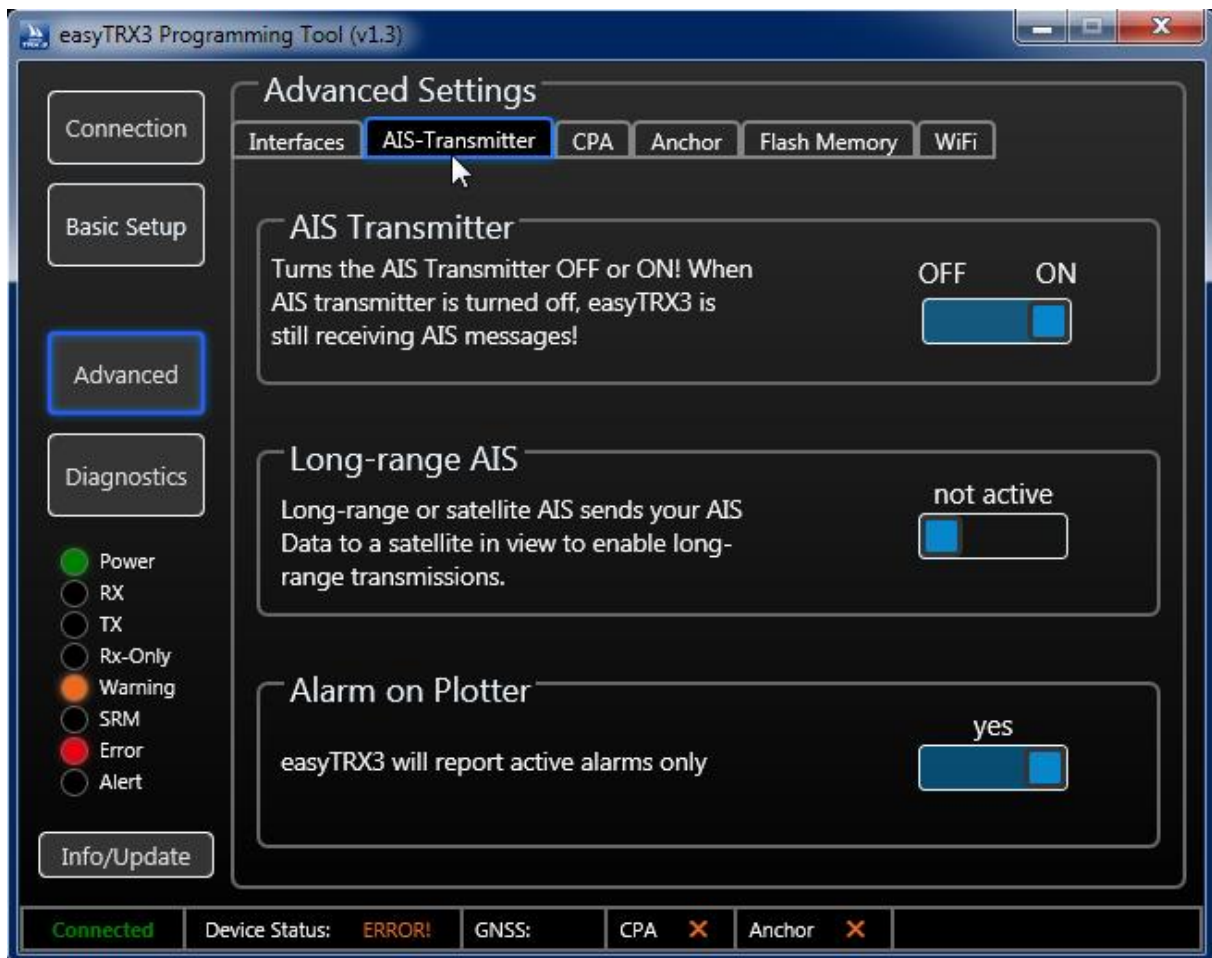 easyTRX3 Programming Tool (v1.3)
Connection
Basic Setup
Advanced
Diagnostics
Power
RX
TX
Rx-Only
Warning
SRM
Error
Alert
Info/Update
Advanced Settings
Interfaces AIS-Transmitter CPA Anchor Flash Memory WiFi
AIS Transmitter
Turns the AIS Transmitter OFF or ON! When
AIS transmitter is turned off, easyTRX3 is
still receiving AIS messages!
OFF ON
Long-range AIS
Long-range or satellite AIS sends your AIS
Data to a satellite in view to enable long-
range transmissions.
not active
Alarm on Plotter
easyTRX3 will report active alarms only
yes
Connected Device Status: ERROR! GNSS: CPA Anchor